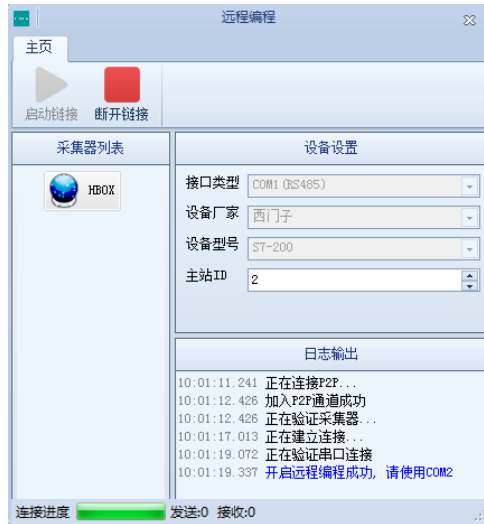 远程编程
主页
启动链接 断开链接
采集器列表
HBOX
设备设置
接口类型 COM1(RS485)
设备厂家 西门子
设备型号 S7-200
主站ID 2
日志输出
10:01:11.241 正在连接P2P...
10:01:12.426 加入P2P通道成功
10:01:12.426 正在验证采集器...
10:01:17.013 正在建立连接...
10:01:19.072 正在验证串口连接
10:01:19.337 开启远程编程成功, 请使用COM2
连接进度 发送:0 接收:0